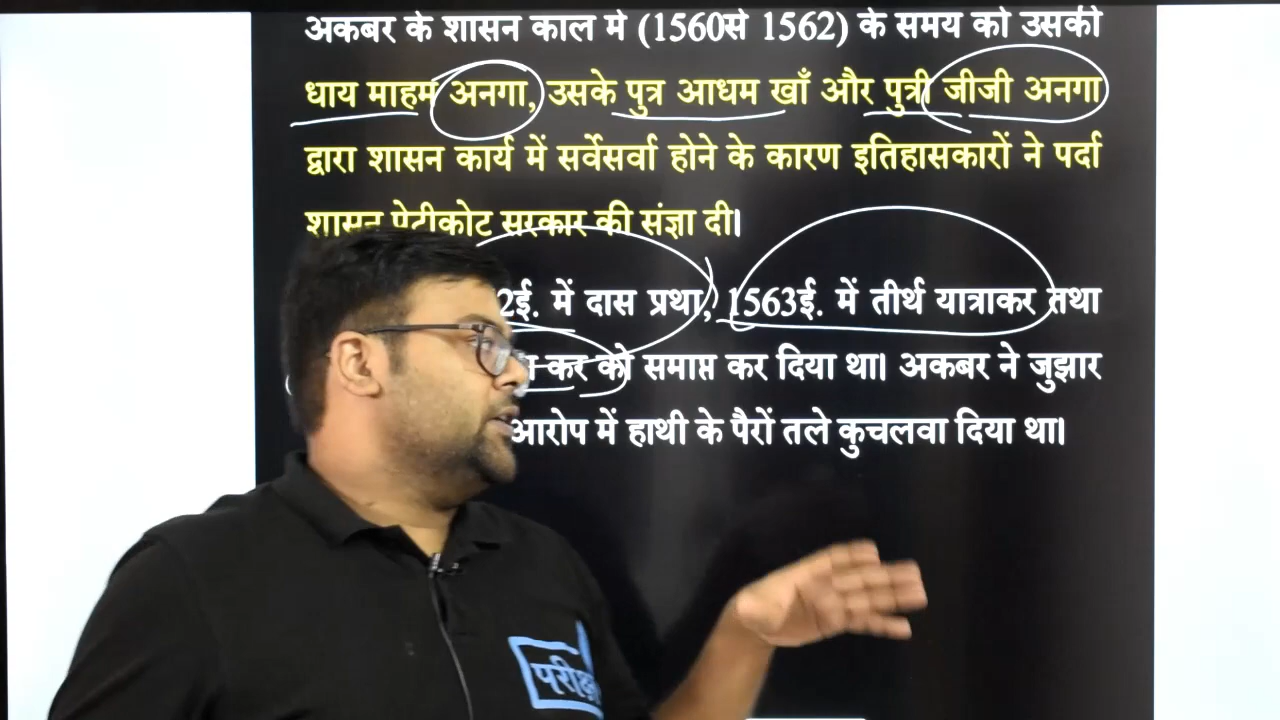 अकबर के शासन काल में (1560से 1562) के समय को उसकी
धाय माहम अनगा, उसके पुत्र आधम खाँ और पुत्री जीजी अनगा
द्वारा शासन कार्य में सर्वेसर्वा होने के कारण इतिहासकारों ने पर्दा
शासन पेटीकोट सरकार की संज्ञा दी।
2ई. में दास प्रथा, 1563ई. में तीर्थ यात्राकर तथा
कर को समाप्त कर दिया था। अकबर ने जुझार
आरोप में हाथी के पैरों तले कुचलवा दिया था।